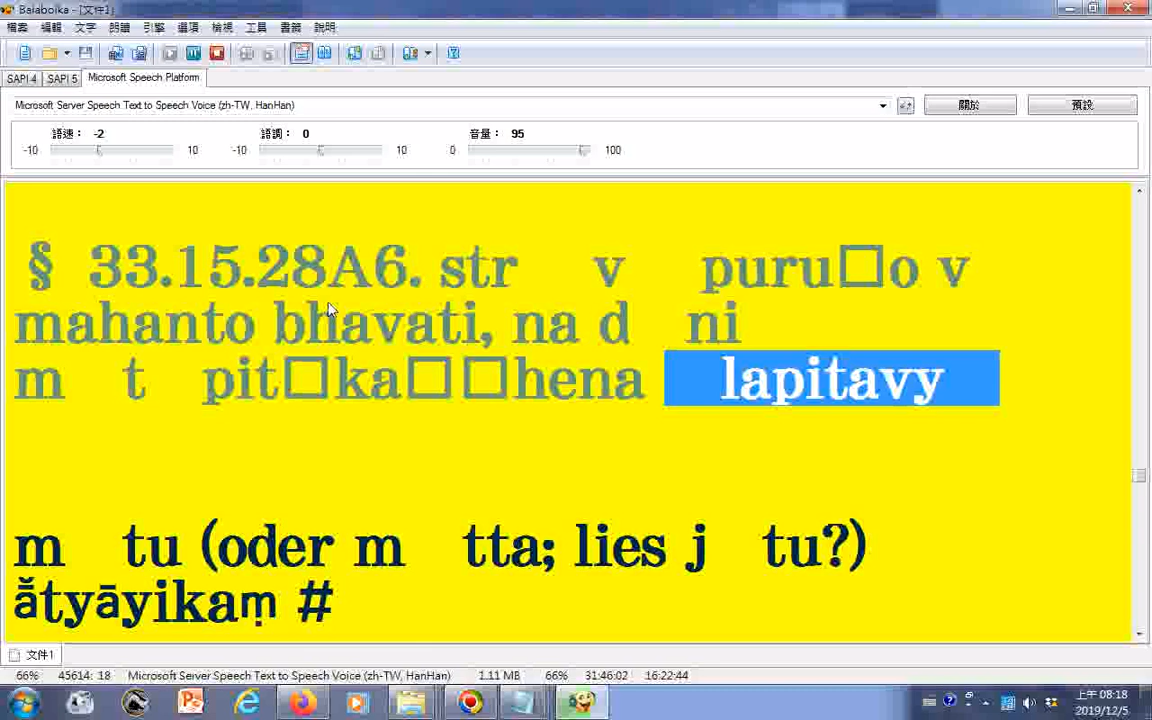 Balabolka - [文件1]
檔案 編輯 文字 朗讀 引擎 選項 檢視 工具 書籤 說明
SAPI 4 SAPI 5 Microsoft Speech Platform
Microsoft Server Speech Text to Speech Voice (zh-TW, HanHan) 關於 預設
語速： -2 語調： 0 音量： 95
-10 10 -10 10 0 100
§ 33.15.28A6. str v puru□o v
mahanto bhavati, na d ni
m t pit□ka□□hena lapitavy
m tu (oder m tta; lies j tu?)
ā̆tyāyikaṃ #
文件1
66% 45614: 18 Microsoft Server Speech Text to Speech Voice (zh-TW, HanHan) 1.11 MB 66% 31:46:02 16:22:44
上午 08:18
2019/12/5